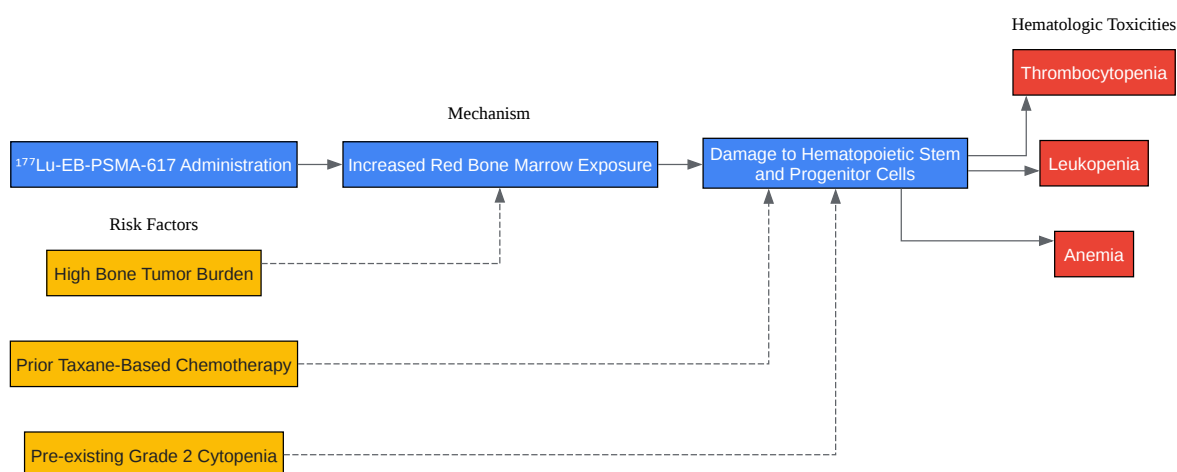 Hematologic Toxicities
Thrombocytopenia
Mechanism
¹⁷⁷Lu-EB-PSMA-617 Administration
Increased Red Bone Marrow Exposure
Damage to Hematopoietic Stem
and Progenitor Cells
Leukopenia
Risk Factors
High Bone Tumor Burden
Anemia
Prior Taxane-Based Chemotherapy
Pre-existing Grade 2 Cytopenia